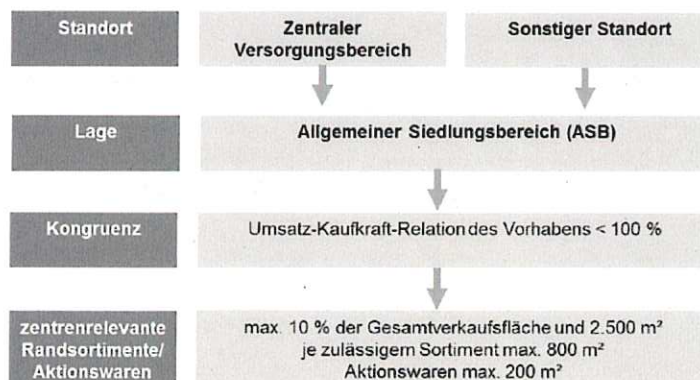 Standort
Zentraler
Versorgungsbereich
Sonstiger Standort
Lage
Allgemeiner Siedlungsbereich (ASB)
Kongruenz
Umsatz-Kaufkraft-Relation des Vorhabens < 100 %
zentrenrelevante
Randsortimente/
Aktionswaren
max. 10 % der Gesamtverkaufsfläche und 2.500 m²
je zulässigem Sortiment max. 800 m²
Aktionswaren max. 200 m²